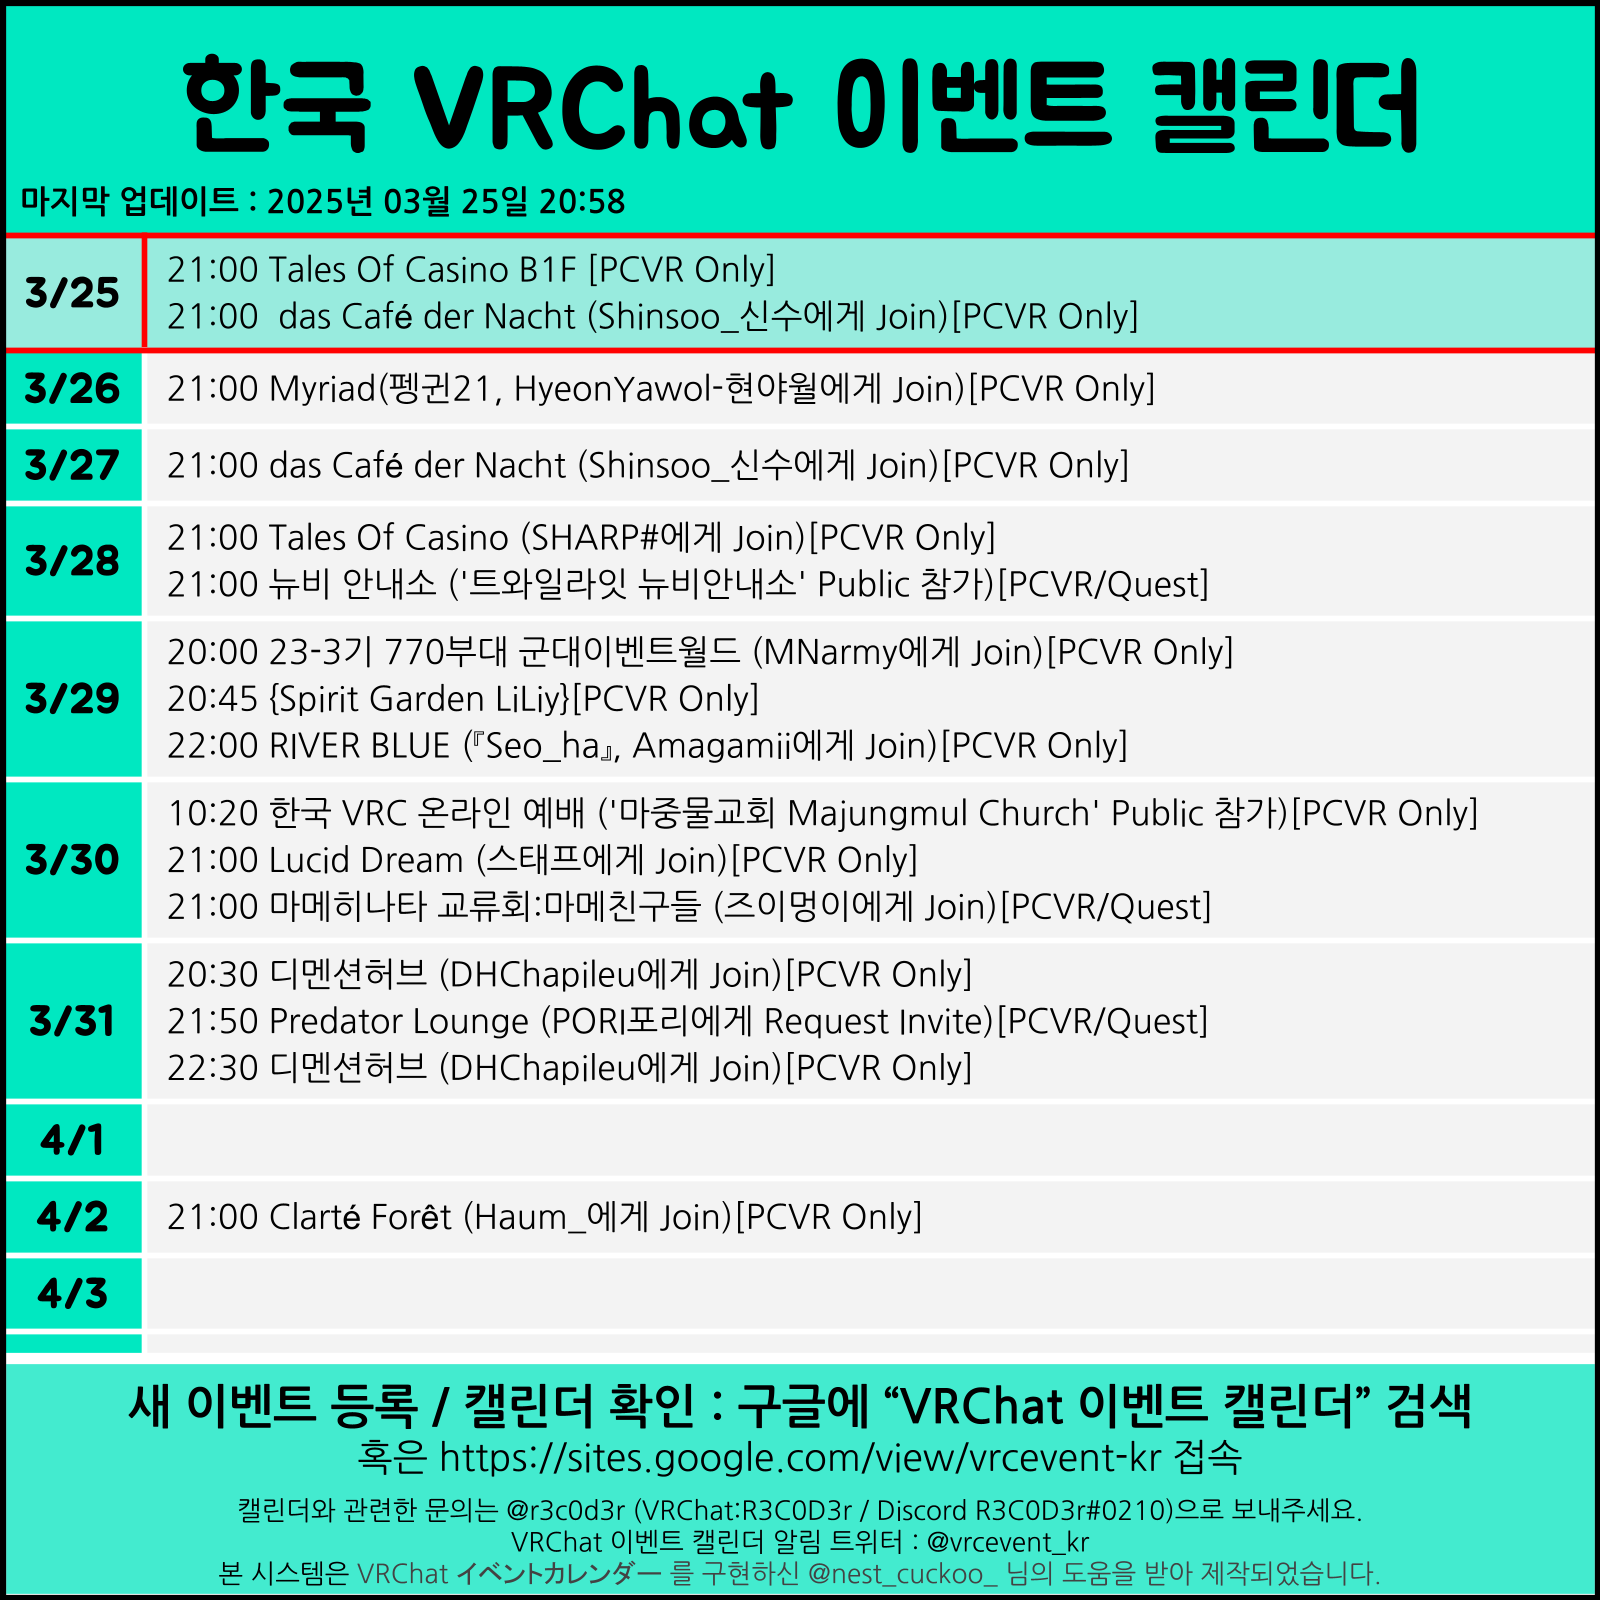 한국 VRChat 이벤트 캘린더
마지막 업데이트 : 2025년 03월 25일 20:58
3/25
21:00 Tales Of Casino B1F [PCVR Only]
21:00  das Café der Nacht (Shinsoo_신수에게 Join)[PCVR Only]
3/26
21:00 Myriad(펭귄21, HyeonYawol-현야월에게 Join)[PCVR Only]
3/27
21:00 das Café der Nacht (Shinsoo_신수에게 Join)[PCVR Only]
3/28
21:00 Tales Of Casino (SHARP#에게 Join)[PCVR Only]
21:00 뉴비 안내소 ('트와일라잇 뉴비안내소' Public 참가)[PCVR/Quest]
3/29
20:00 23-3기 770부대 군대이벤트월드 (MNarmy에게 Join)[PCVR Only]
20:45 {Spirit Garden LiLiy}[PCVR Only]
22:00 RIVER BLUE (『Seo_ha』, Amagamii에게 Join)[PCVR Only]
3/30
10:20 한국 VRC 온라인 예배 ('마중물교회 Majungmul Church' Public 참가)[PCVR Only]
21:00 Lucid Dream (스태프에게 Join)[PCVR Only]
21:00 마메히나타 교류회:마메친구들 (즈이멍이에게 Join)[PCVR/Quest]
3/31
20:30 디멘션허브 (DHChapileu에게 Join)[PCVR Only]
21:50 Predator Lounge (PORI포리에게 Request Invite)[PCVR/Quest]
22:30 디멘션허브 (DHChapileu에게 Join)[PCVR Only]
4/1
4/2
21:00 Clarté Forêt (Haum_에게 Join)[PCVR Only]
4/3
새 이벤트 등록 / 캘린더 확인 : 구글에 “VRChat 이벤트 캘린더” 검색
혹은 https://sites.google.com/view/vrcevent-kr 접속
캘린더와 관련한 문의는 @r3c0d3r (VRChat:R3C0D3r / Discord R3C0D3r#0210)으로 보내주세요.
VRChat 이벤트 캘린더 알림 트위터 : @vrcevent_kr
본 시스템은 VRChat イベントカレンダー 를 구현하신 @nest_cuckoo_ 님의 도움을 받아 제작되었습니다.